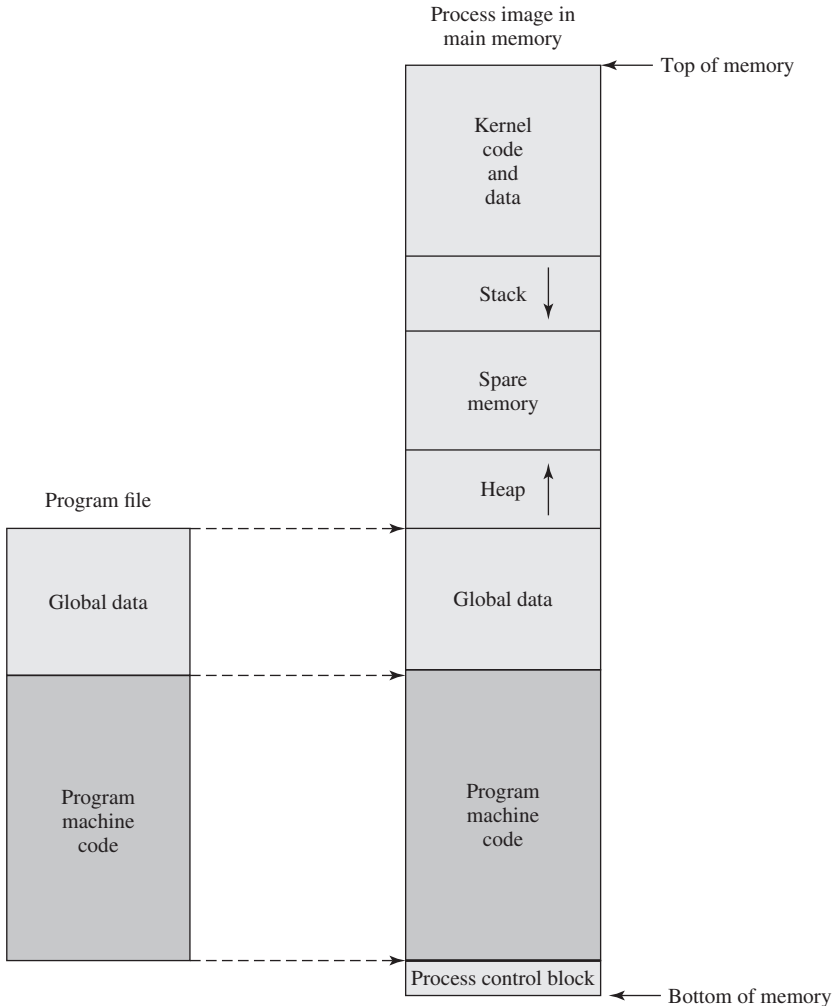 Process image in
main memory
Top of memory
Kernel
code
and
data
Stack
Spare
memory
Heap
Program file
Global data
Global data
Program
machine
code
Program
machine
code
Process control block
Bottom of memory